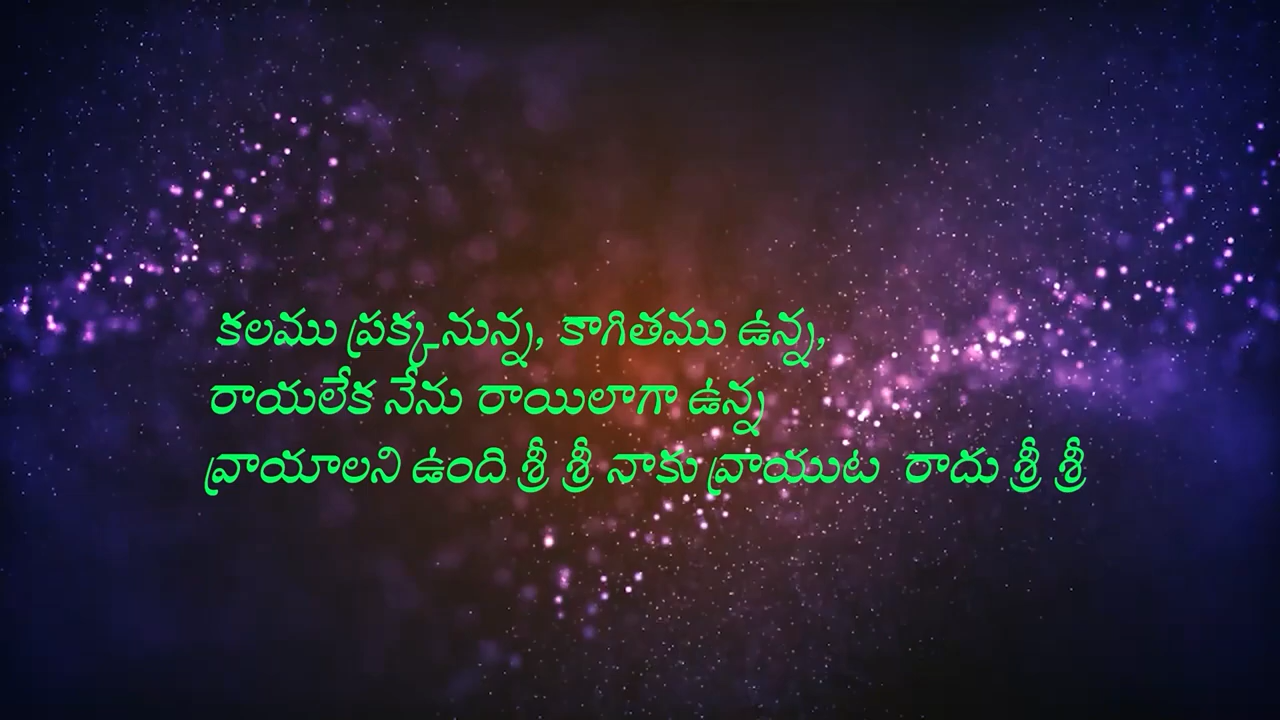 కలము ప్రక్కనున్న, కాగితము ఉన్న,
రాయలేక నేను రాయిలాగా ఉన్న
వ్రాయాలని ఉంది శ్రీ శ్రీ నాకు వ్రాయుట రాదు శ్రీ శ్రీ